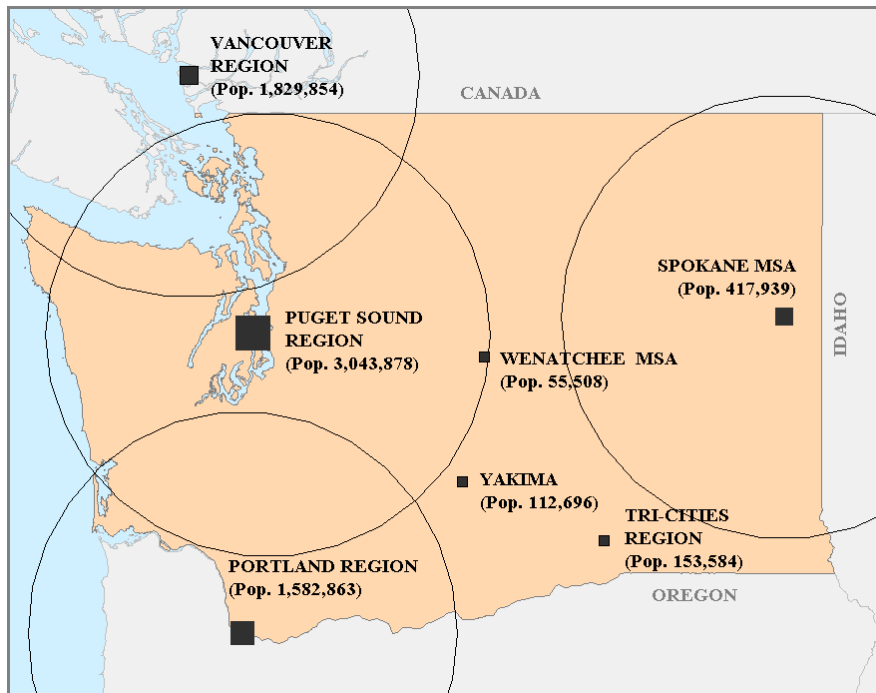 VANCOUVER
REGION
(Pop. 1,829,854)
CANADA
SPOKANE MSA
(Pop. 417,939)
IDAHO
PUGET SOUND
REGION
(Pop. 3,043,878)
WENATCHEE MSA
(Pop. 55,508)
YAKIMA
(Pop. 112,696)
TRI-CITIES
REGION
(Pop. 153,584)
PORTLAND REGION
(Pop. 1,582,863)
OREGON